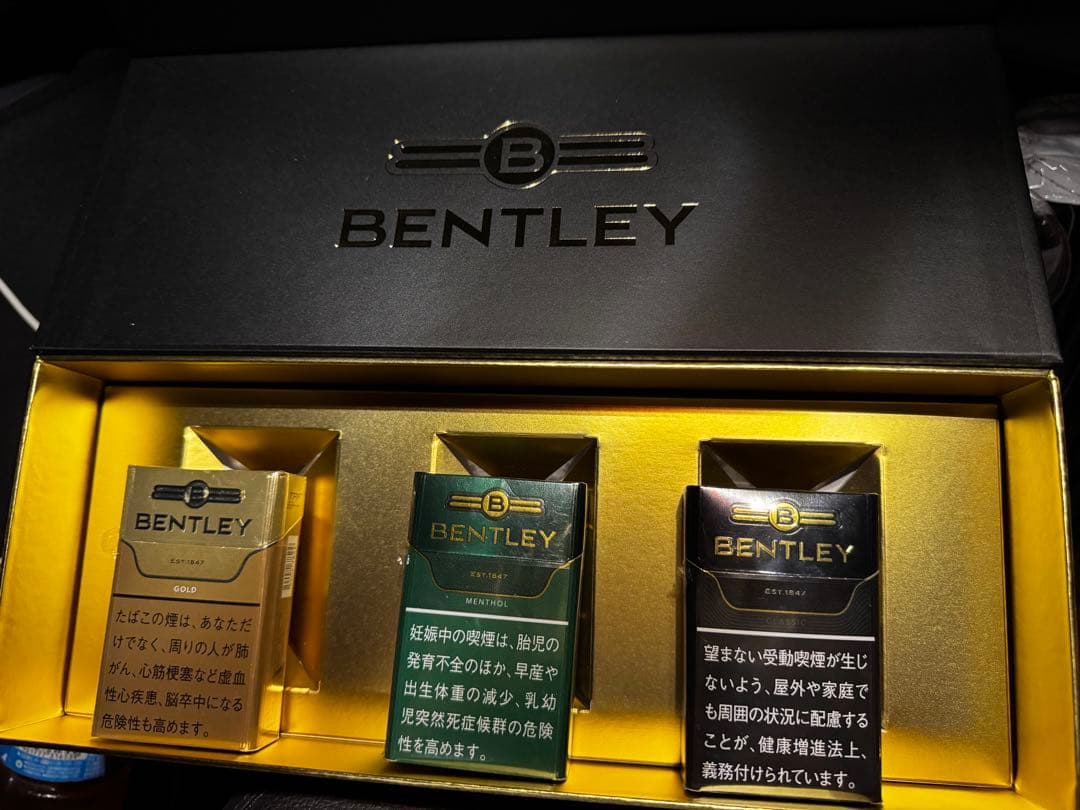 B
BENTLEY
B
BENTLEY
EST.1847
GOLD
たばこの煙は、あなただ
けでなく、周りの人が肺
がん、心筋梗塞など虚血
性心疾患、脳卒中になる
危険性も高めます。
B
BENTLEY
EST.1847
MENTHOL
妊娠中の喫煙は、胎児の
発育不全のほか、早産や
出生体重の減少、乳幼
児突然死症候群の危険
性を高めます。
B
BENTLEY
EST.1847
CLASSIC
望まない受動喫煙が生じ
ないよう、屋外や家庭で
も周囲の状況に配慮する
ことが、健康増進法上、
義務付けられています。